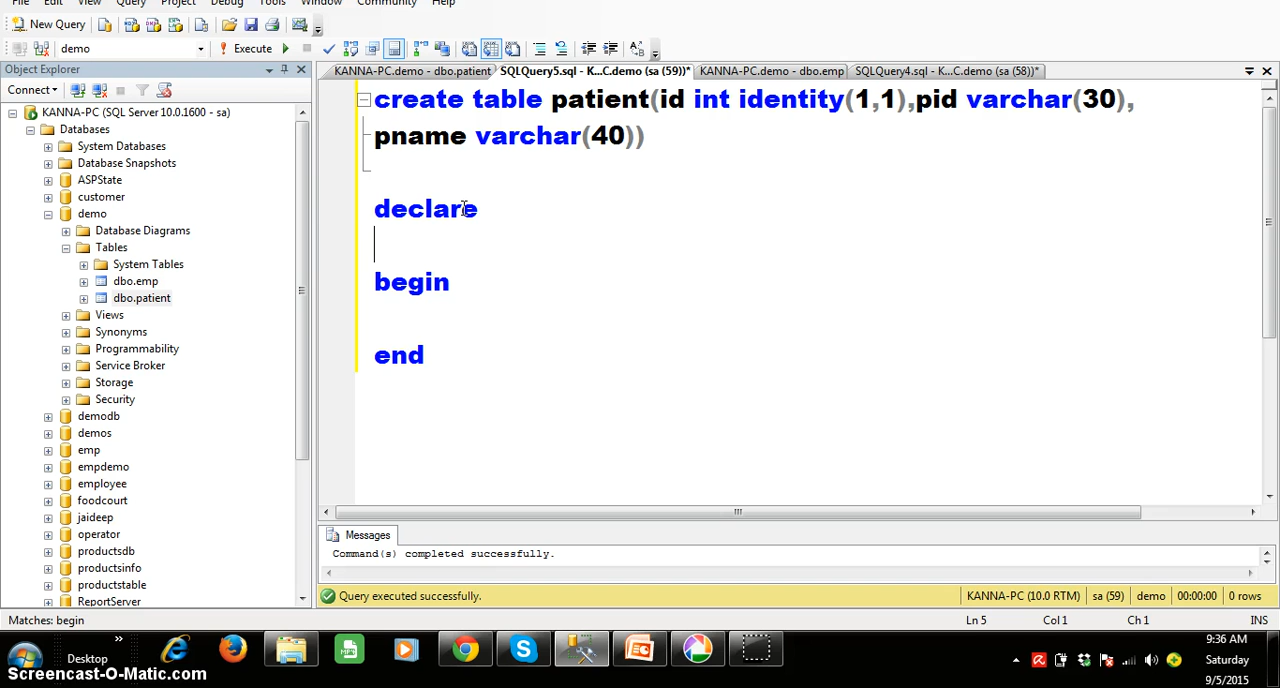 File Edit View Query Project Debug Tools Window Community Help
New Query
demo Execute
Object Explorer
Connect
KANNA-PC (SQL Server 10.0.1600 - sa)
Databases
System Databases
Database Snapshots
ASPState
customer
demo
Database Diagrams
Tables
System Tables
dbo.emp
dbo.patient
Views
Synonyms
Programmability
Service Broker
Storage
Security
demodb
demos
emp
empdemo
employee
foodcourt
jaideep
operator
productsdb
productsinfo
productstable
ReportServer
KANNA-PC.demo - dbo.patient SQLQuery5.sql - K...C.demo (sa (59))* KANNA-PC.demo - dbo.emp SQLQuery4.sql - K...C.demo (sa (58))*
create table patient(id int identity(1,1),pid varchar(30),
pname varchar(40))
declare
begin
end
Messages
Command(s) completed successfully.
Query executed successfully. KANNA-PC (10.0 RTM) sa (59) demo 00:00:00 0 rows
Matches: begin Ln 5 Col 1 Ch 1 INS
Desktop »
9:36 AM
Saturday
9/5/2015
Screencast-O-Matic.com